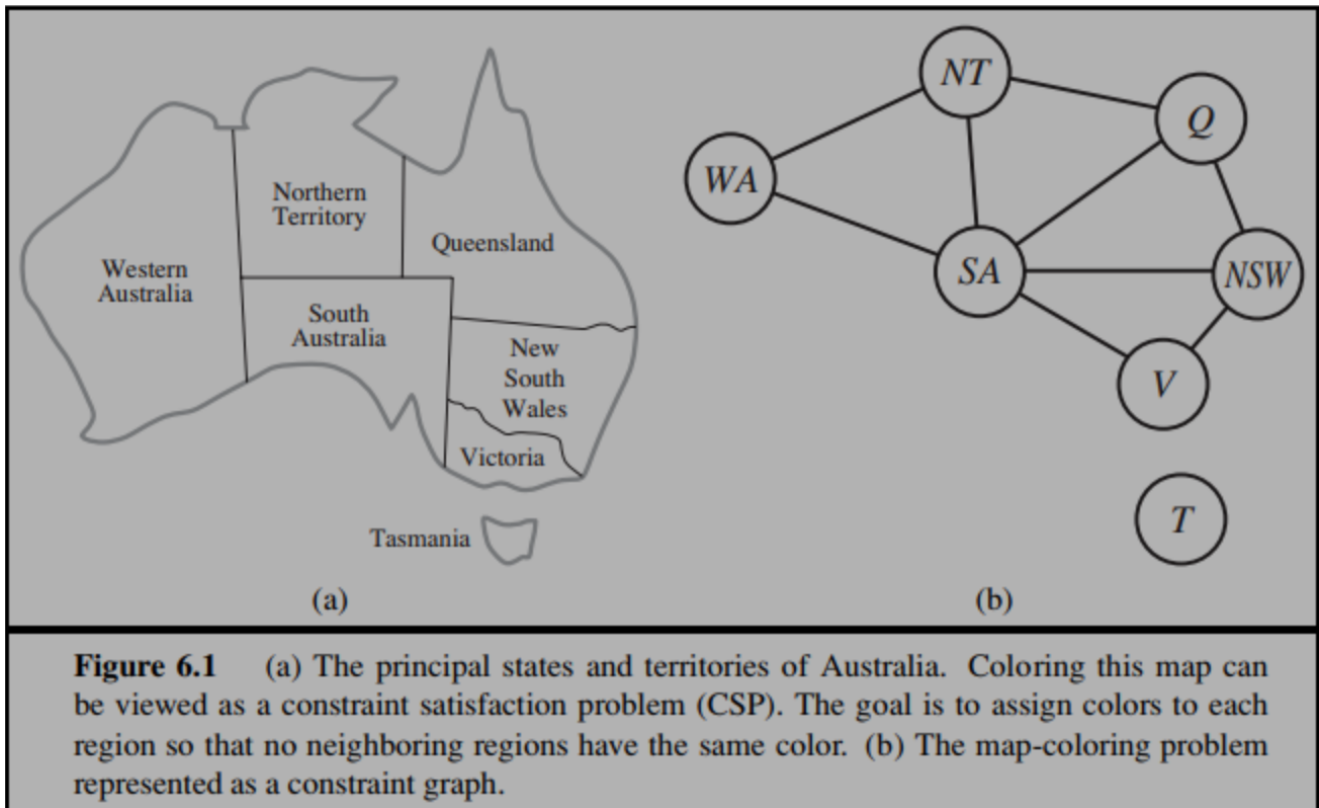 Northern
Territory
Queensland
Western
Australia
South
Australia
New
South
Wales
Victoria
Tasmania
(a)
NT
Q
WA
SA
NSW
V
T
(b)
Figure 6.1 (a) The principal states and territories of Australia. Coloring this map can
be viewed as a constraint satisfaction problem (CSP). The goal is to assign colors to each
region so that no neighboring regions have the same color. (b) The map-coloring problem
represented as a constraint graph.